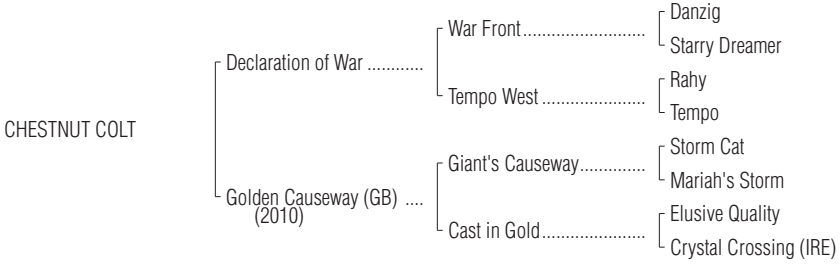 Danzig
War Front..........................
Starry Dreamer
Declaration of War ............
Rahy
Tempo West ......................
Tempo
CHESTNUT COLT
Storm Cat
Giant's Causeway..............
Mariah's Storm
Golden Causeway (GB) ....
(2010)
Elusive Quality
Cast in Gold......................
Crystal Crossing (IRE)